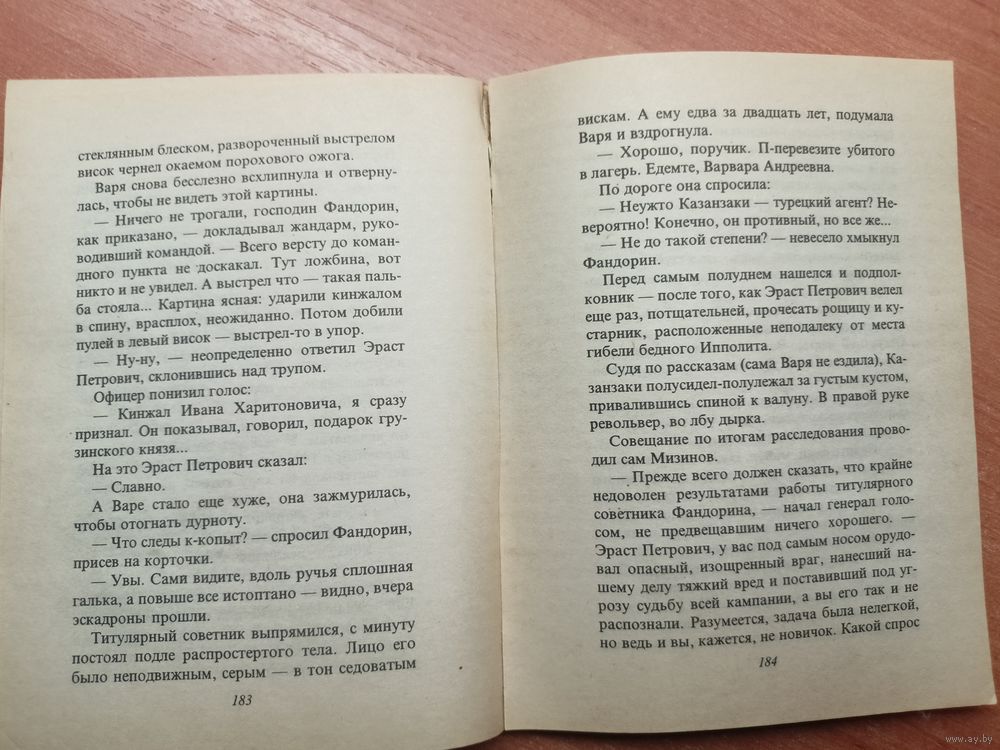 стеклянным блеском, развороченный выстрелом
висок чернел окаемом порохового ожога.
Варя снова бесслезно всхлипнула и отверну-
лась, чтобы не видеть этой картины.
— Ничего не трогали, господин Фандорин,
как приказано, — докладывал жандарм, руко-
водивший командой. — Всего версту до коман-
дного пункта не доскакал. Тут ложбина, вот
никто и не увидел. А выстрел что — такая паль-
ба стояла... Картина ясная: ударили кинжалом
в спину, врасплох, неожиданно. Потом добили
пулей в левый висок — выстрел-то в упор.
— Ну-ну, — неопределенно ответил Эраст
Петрович, склонившись над трупом.
Офицер понизил голос:
— Кинжал Ивана Харитоновича, я сразу
признал. Он показывал, говорил, подарок гру-
зинского князя...
На это Эраст Петрович сказал:
— Славно.
А Варе стало еще хуже, она зажмурилась,
чтобы отогнать дурноту.
— Что следы к-копыт? — спросил Фандорин,
присев на корточки.
— Увы. Сами видите, вдоль ручья сплошная
галька, а повыше все истоптано — видно, вчера
эскадроны прошли.
Титулярный советник выпрямился, с минуту
постоял подле распростертого тела. Лицо его
было неподвижным, серым — в тон седоватым
183
вискам. А ему едва за двадцать лет, подумала
Варя и вздрогнула.
— Хорошо, поручик. П-перевезите убитого
в лагерь. Едемте, Варвара Андреевна.
По дороге она спросила:
— Неужто Казанзаки — турецкий агент? Не-
вероятно! Конечно, он противный, но все же...
— Не до такой степени? — невесело хмыкнул
Фандорин.
Перед самым полуднем нашелся и подпол-
ковник — после того, как Эраст Петрович велел
еще раз, потщательней, прочесать рощицу и ку-
старник, расположенные неподалеку от места
гибели бедного Ипполита.
Судя по рассказам (сама Варя не ездила), Ка-
занзаки полусидел-полулежал за густым кустом,
привалившись спиной к валуну. В правой руке
револьвер, во лбу дырка.
Совещание по итогам расследования прово-
дил сам Мизинов.
— Прежде всего должен сказать, что крайне
недоволен результатами работы титулярного
советника Фандорина, — начал генерал голо-
сом, не предвещавшим ничего хорошего. —
Эраст Петрович, у вас под самым носом орудо-
вал опасный, изощренный враг, нанесший на-
шему делу тяжкий вред и поставивший под уг-
розу судьбу всей кампании, а вы его так и не
распознали. Разумеется, задача была нелегкой,
но ведь и вы, кажется, не новичок. Какой спрос
184
www.ay.by